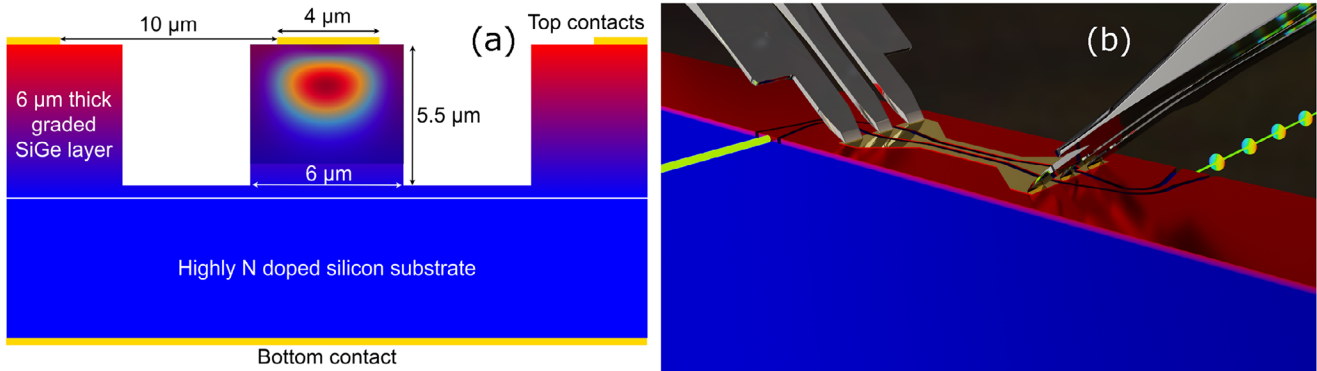 4 µm
Top contacts
10 µm
(a)
6 µm thick
graded
SiGe layer
5.5 µm
6 µm
Highly N doped silicon substrate
Bottom contact
(b)